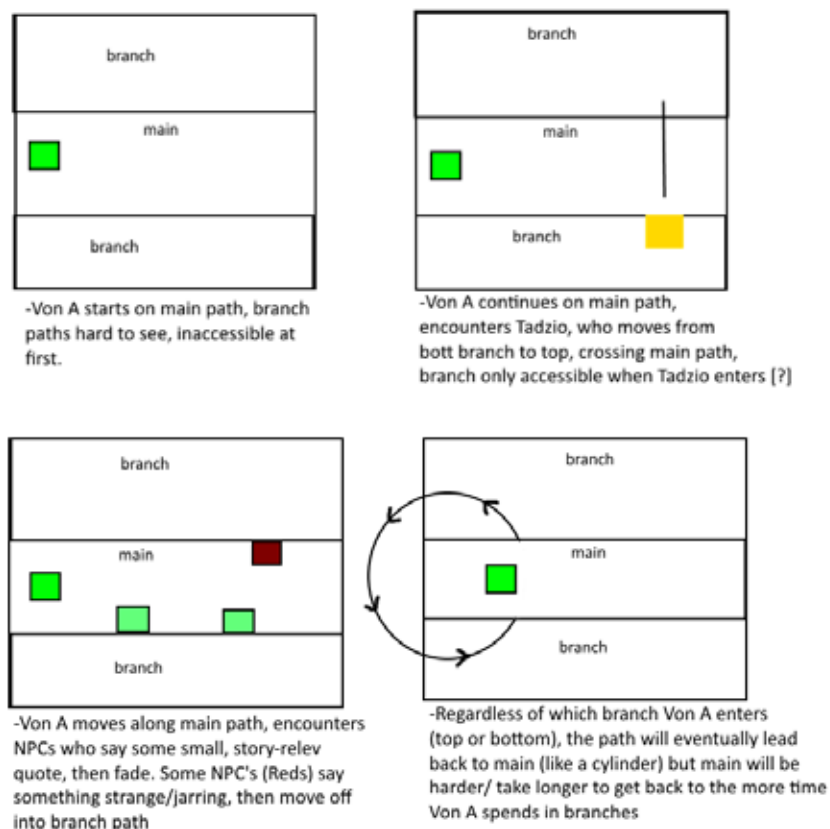 branch
main
branch
-Von A starts on main path, branch
paths hard to see, inaccessible at
first.
branch
main
branch
-Von A continues on main path,
encounters Tadzio, who moves from
bott branch to top, crossing main path,
branch only accessible when Tadzio enters [?]
branch
main
branch
-Von A moves along main path, encounters
NPCs who say some small, story-relev
quote, then fade. Some NPC's (Reds) say
something strange/jarring, then move off
into branch path
branch
main
branch
-Regardless of which branch Von A enters
(top or bottom), the path will eventually lead
back to main (like a cylinder) but main will be
harder/ take longer to get back to the more time
Von A spends in branches